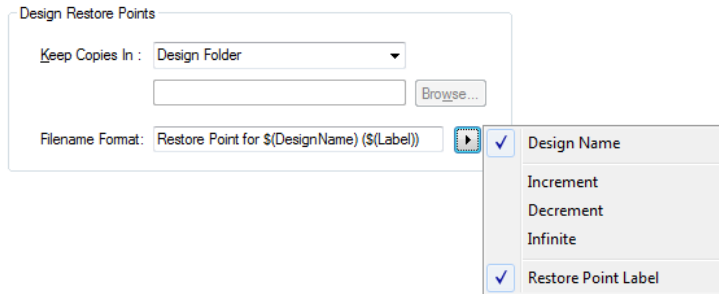 Design Restore Points
Keep Copies In : Design Folder
Browse...
Filename Format: Restore Point for $(DesignName) ($(Label))
Design Name
Increment
Decrement
Infinite
Restore Point Label